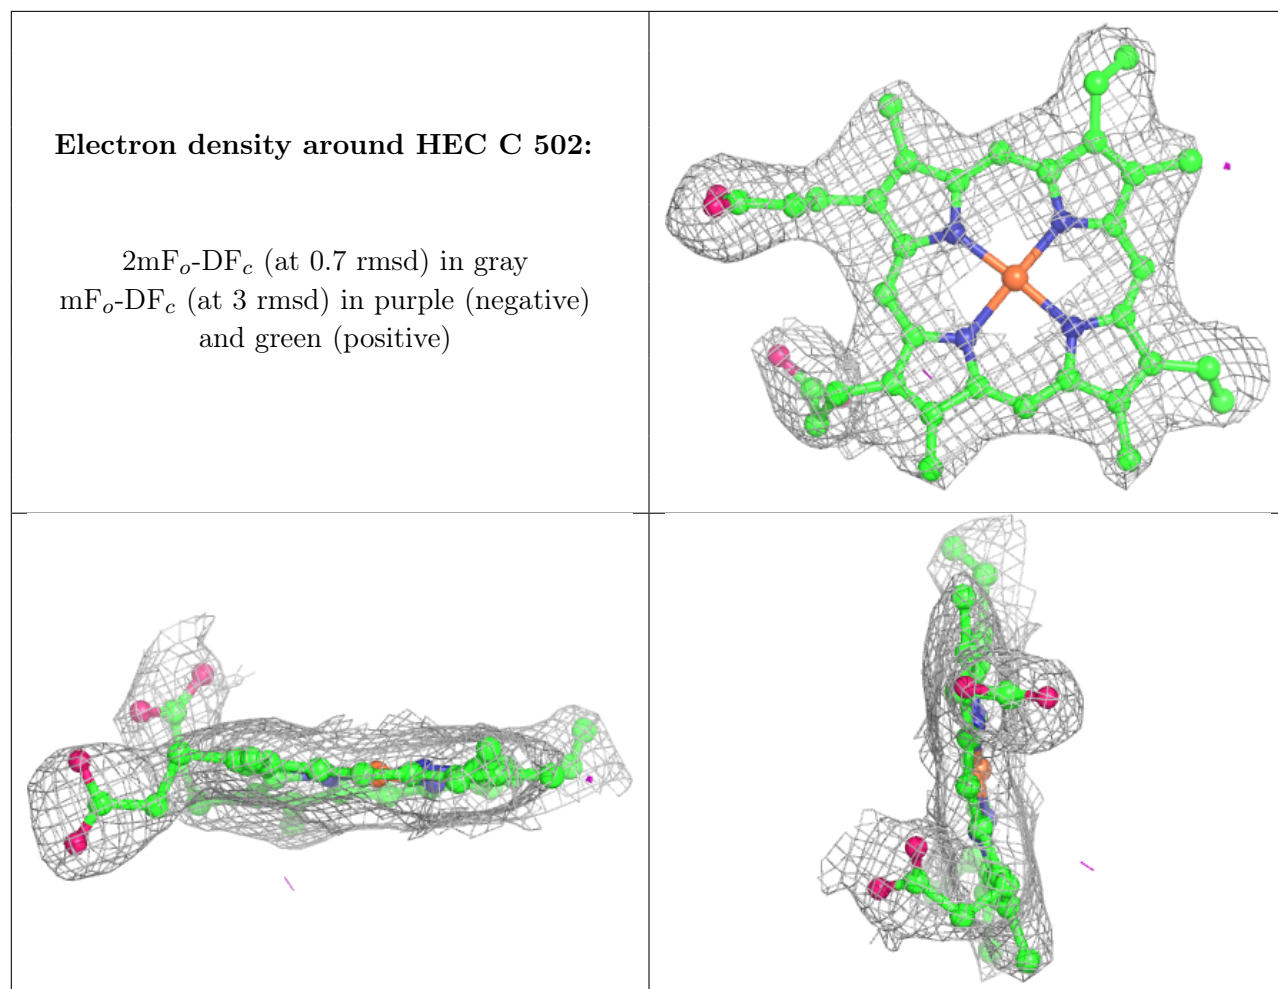 Electron density around HEC C 502:
2mFo-DFc (at 0.7 rmsd) in gray
mFo-DFc (at 3 rmsd) in purple (negative)
and green (positive)